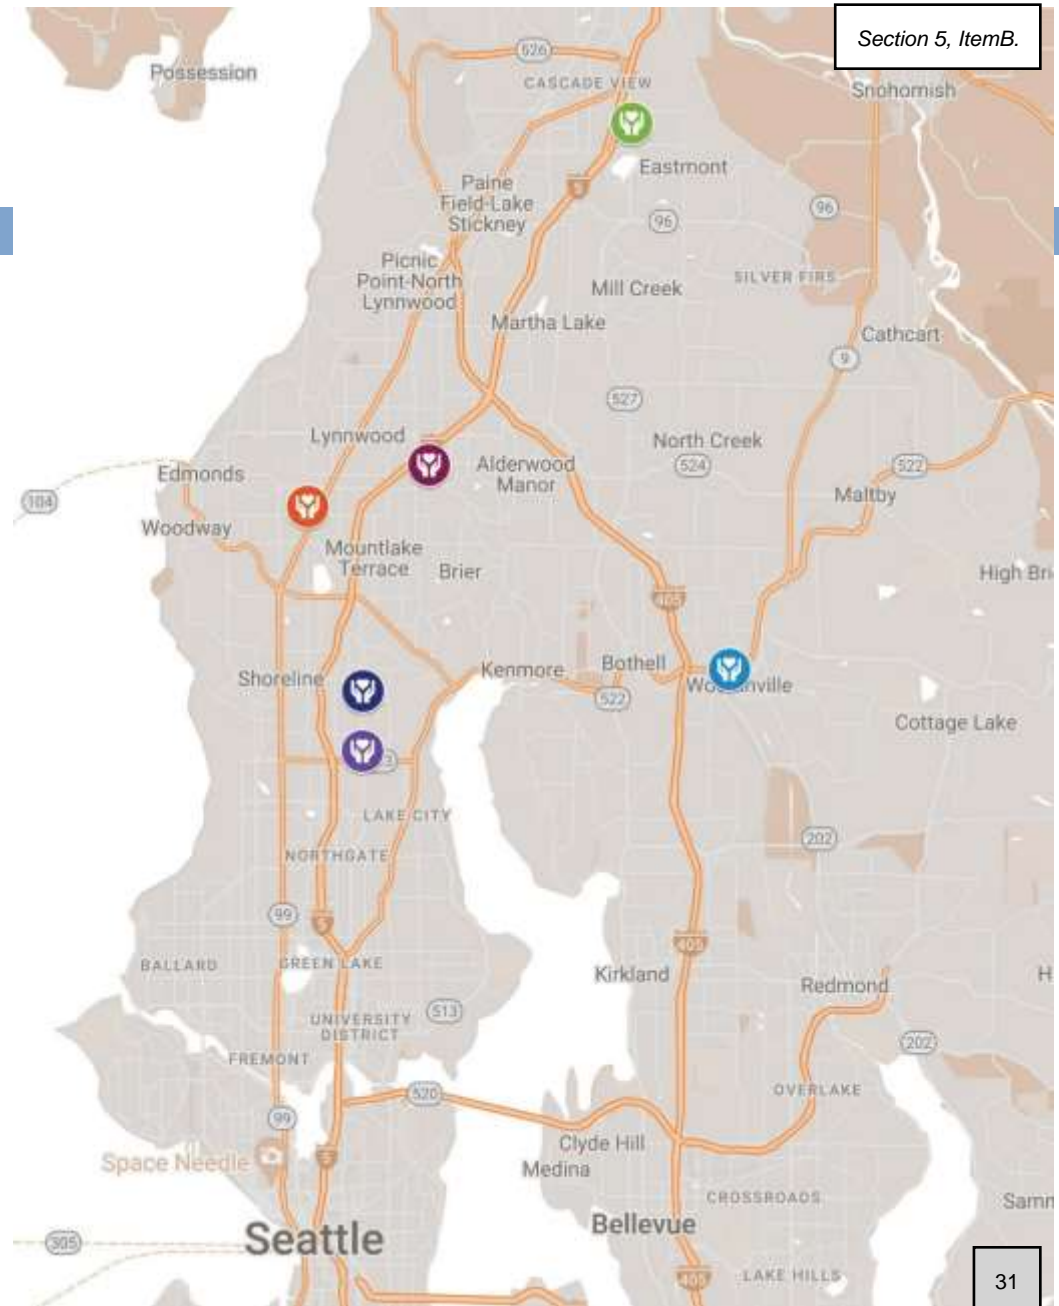 Section 5, ItemB.
526
Possession
CASCADE VIEW
Snohomish
Eastmont
5
Paine
Field-Lake
Stickney
96
96
Picnic
Point-North
Lynnwood
SILVER FIRS
Mill Creek
Martha Lake
Cathcart
9
527
Lynnwood
North Creek
524
Alderwood
Manor
522
Edmonds
104
Maltby
Woodway
Mountlake
Terrace
Brier
High Bri
405
Kenmore
Bothell
Shoreline
522
Cottage Lake
3
LAKE CITY
202
NORTHGATE
99
5
405
BALLARD
GREEN LAKE
Kirkland
Redmond
H
513
UNIVERSITY
DISTRICT
202
FREMONT
520
OVERLAKE
99
Clyde Hill
5
Space Needle
Medina
CROSSROADS
Samm
Bellevue
Seattle
305
405
LAKE HILLS
31